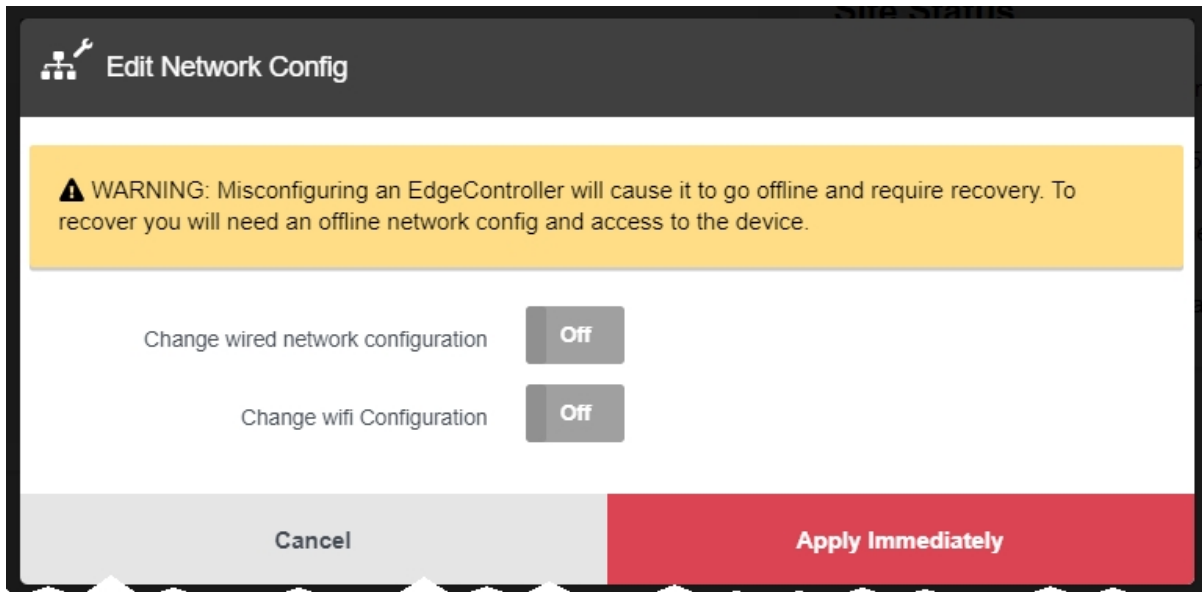 Site Status
Edit Network Config
WARNING: Misconfiguring an EdgeController will cause it to go offline and require recovery. To
recover you will need an offline network config and access to the device.
Change wired network configuration
Off
Change wifi Configuration
Off
Cancel
Apply Immediately